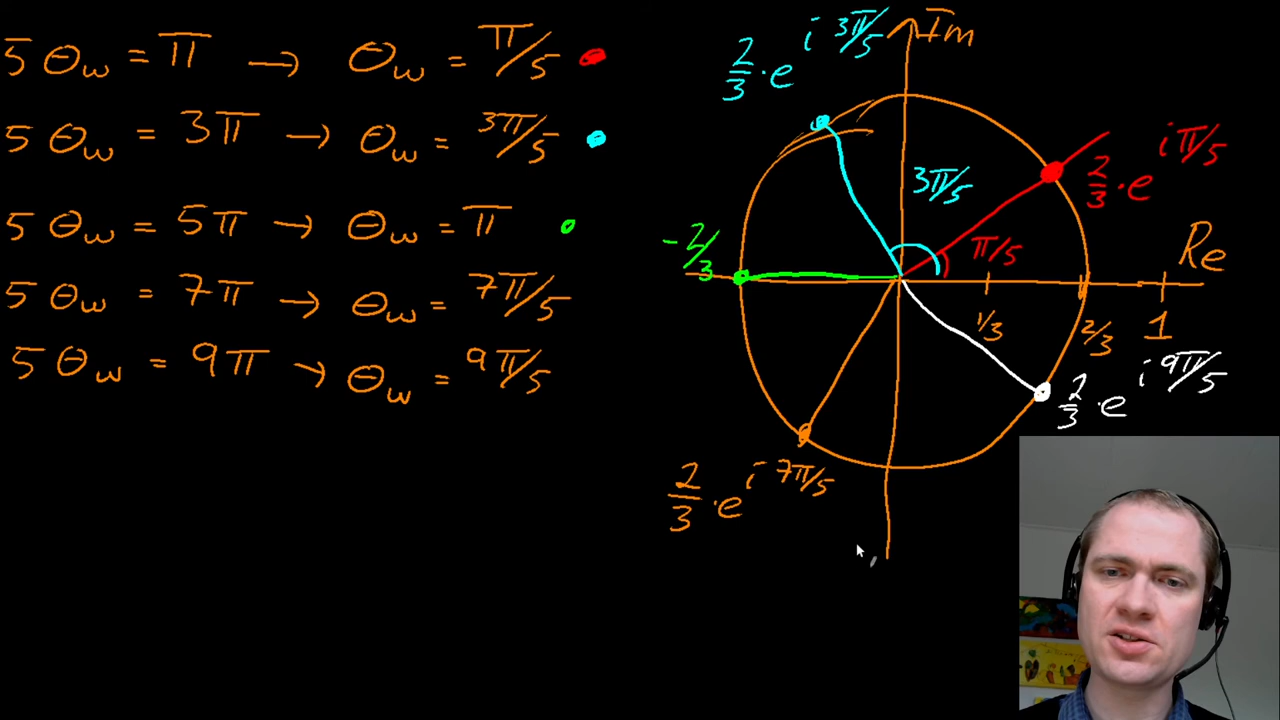 5 θw = π → θw = π/5
5 θw = 3π → θw = 3π/5
5 θw = 5π → θw = π
5 θw = 7π → θw = 7π/5
5 θw = 9π → θw = 9π/5
Im
2/3 · e^(i 3π/5)
2/3 · e^(i π/5)
3π/5
π/5
Re
-2/3
1/3
2/3
1
2/3 · e^(i 9π/5)
2/3 · e^(i 7π/5)